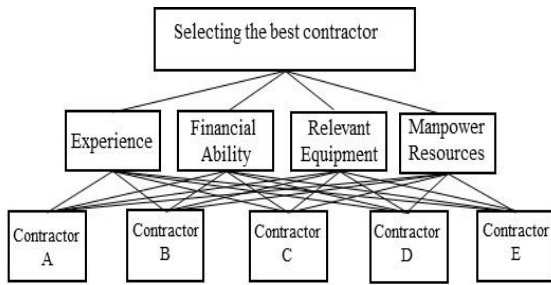 Selecting the best contractor
Experience
Financial
Ability
Relevant
Equipment
Manpower
Resources
Contractor
A
Contractor
B
Contractor
C
Contractor
D
Contractor
E